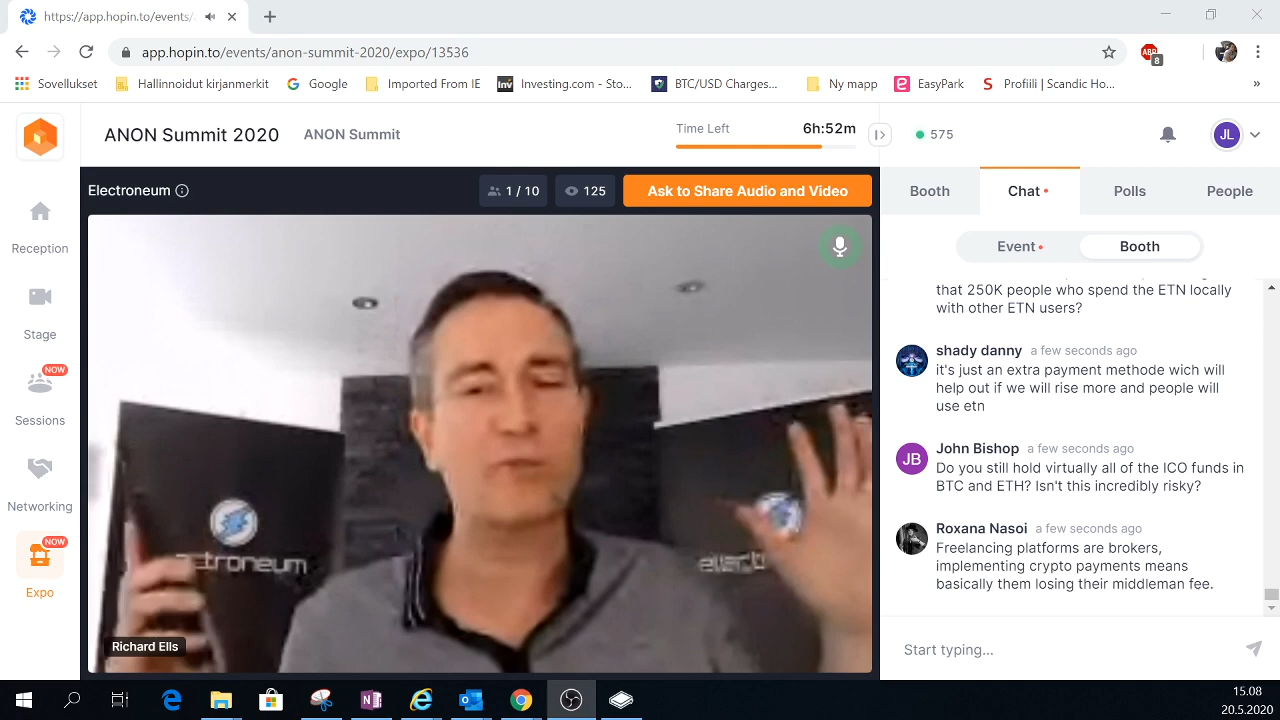 https://app.hopin.to/events/
app.hopin.to/events/anon-summit-2020/expo/13536
ABP
8
Sovellukset
Hallinnoidut kirjanmerkit
Google
Imported From IE
Inv
Investing.com - Sto...
BTC/USD Charges...
Ny mapp
EasyPark
S
Profiili | Scandic Ho...
»
ANON Summit 2020
ANON Summit
Time Left
6h:52m
575
JL
Electroneum
1 / 10
125
Ask to Share Audio and Video
Booth
Chat
Polls
People
Event
Booth
Reception
Stage
NOW
Sessions
Networking
NOW
Expo
that 250K people who spend the ETN locally
with other ETN users?
shady danny a few seconds ago
it's just an extra payment methode wich will
help out if we will rise more and people will
use etn
JB
John Bishop a few seconds ago
Do you still hold virtually all of the ICO funds in
BTC and ETH? Isn't this incredibly risky?
Roxana Nasoi a few seconds ago
Freelancing platforms are brokers,
implementing crypto payments means
basically them losing their middleman fee.
Start typing...
ectroneum
electr
Richard Ells
15.08
20.5.2020